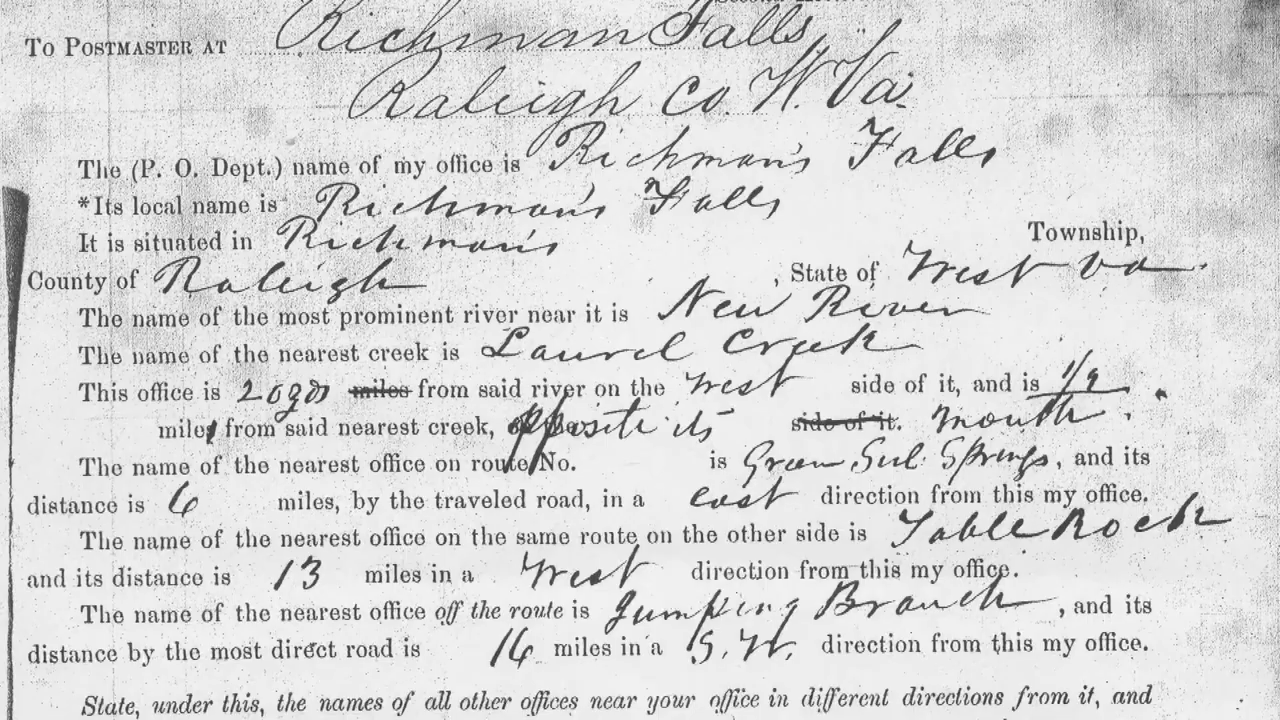 TO POSTMASTER AT Richman Falls
Raleigh Co. W. Va.
The (P. O. Dept.) name of my office is Richman's Falls
*Its local name is Richman's Falls
It is situated in Richman's Township,
County of Raleigh, State of West Va
The name of the most prominent river near it is New River
The name of the nearest creek is Laurel Creek
This office is 20 miles from said river on the West side of it, and is 1/2
mile from said nearest creek, opposite its side of it. mouth.
The name of the nearest office on route No. is Green Sul. Springs, and its
distance is 6 miles, by the traveled road, in a east direction from this my office.
The name of the nearest office on the same route on the other side is Table Rock
and its distance is 13 miles in a West direction from this my office.
The name of the nearest office off the route is Jumping Branch, and its
distance by the most direct road is 16 miles in a S. W. direction from this my office.
State, under this, the names of all other offices near your office in different directions from it, and